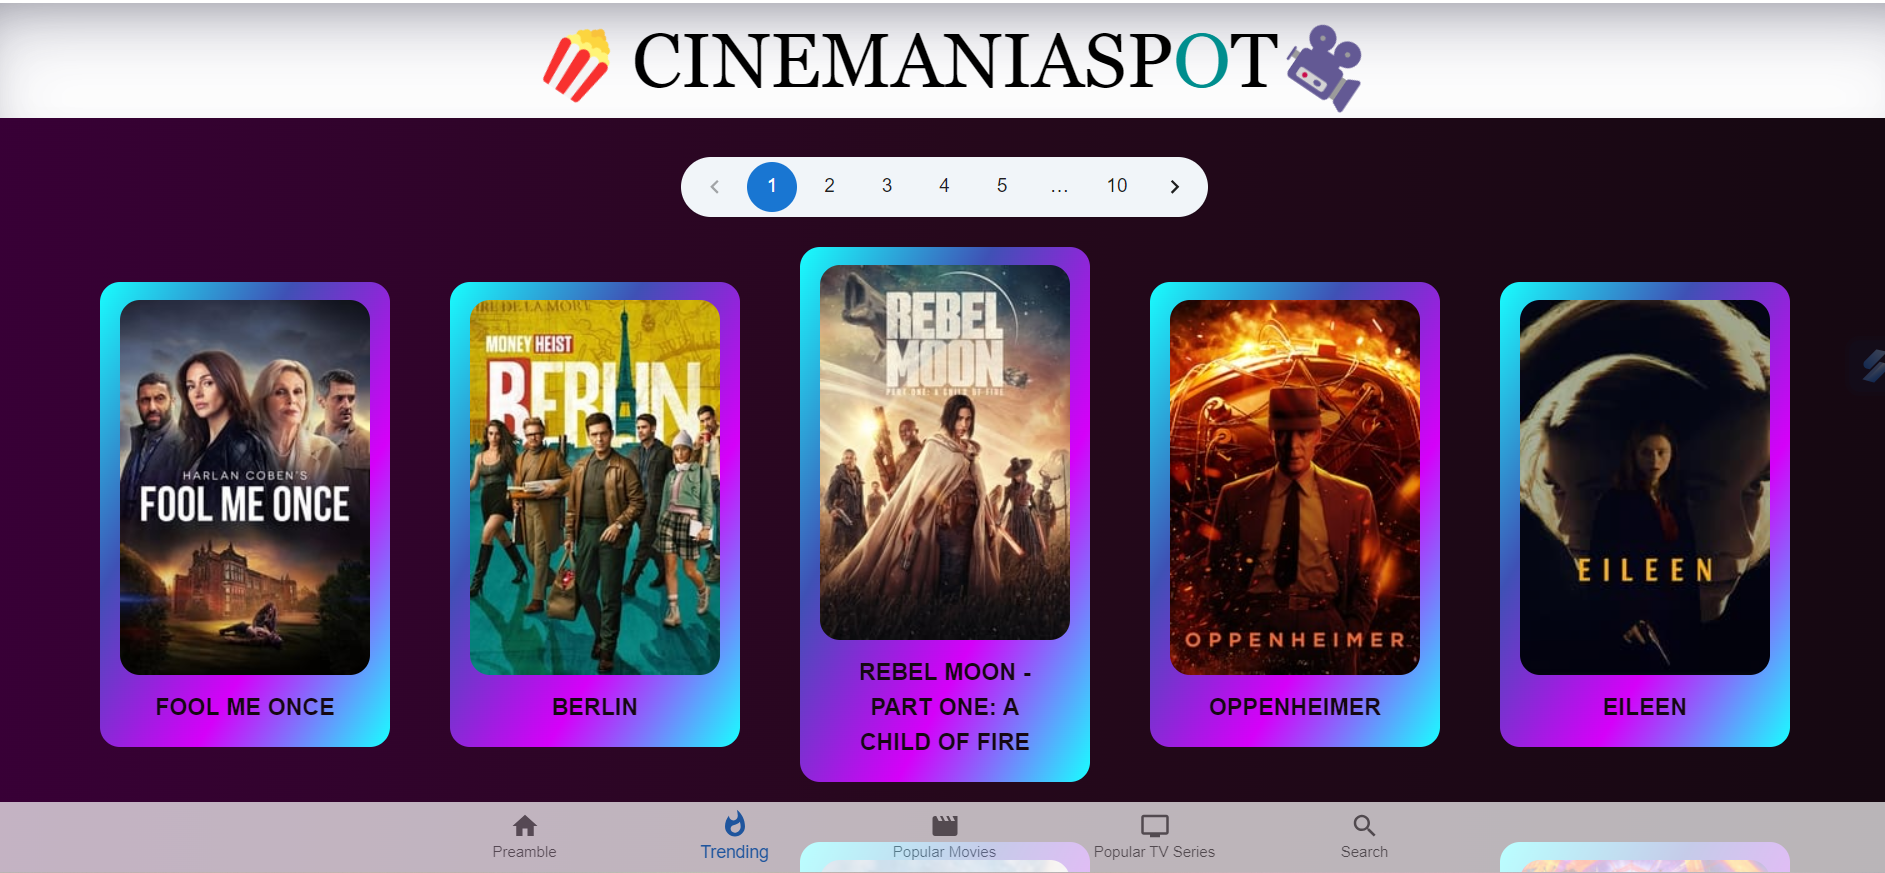 CINEMANIASPOT
1 2 3 4 5 ... 10
HARLAN COBEN'S
FOOL ME ONCE
FOOL ME ONCE
MONEY HEIST
BERLIN
BERLIN
REBEL
MOON
PART ONE: A CHILD OF FIRE
REBEL MOON -
PART ONE: A
CHILD OF FIRE
OPPENHEIMER
OPPENHEIMER
EILEEN
EILEEN
Preamble
Trending
Popular Movies
Popular TV Series
Search